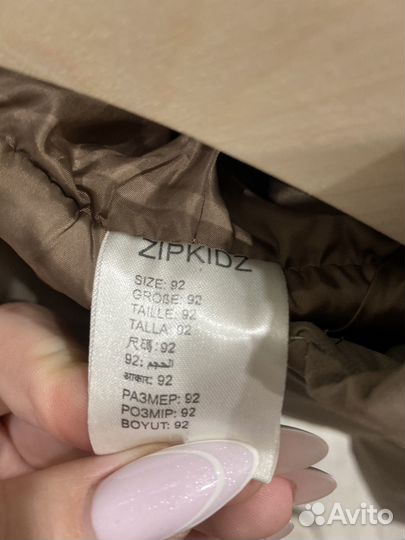 ZIPKIDZ
SIZE: 92
GRÖßE: 92
TAILLE: 92
TALLA: 92
尺碼: 92
الحجم: 92
आकार: 92
РАЗМЕР: 92
РОЗМІР: 92
BOYUT: 92
Avito